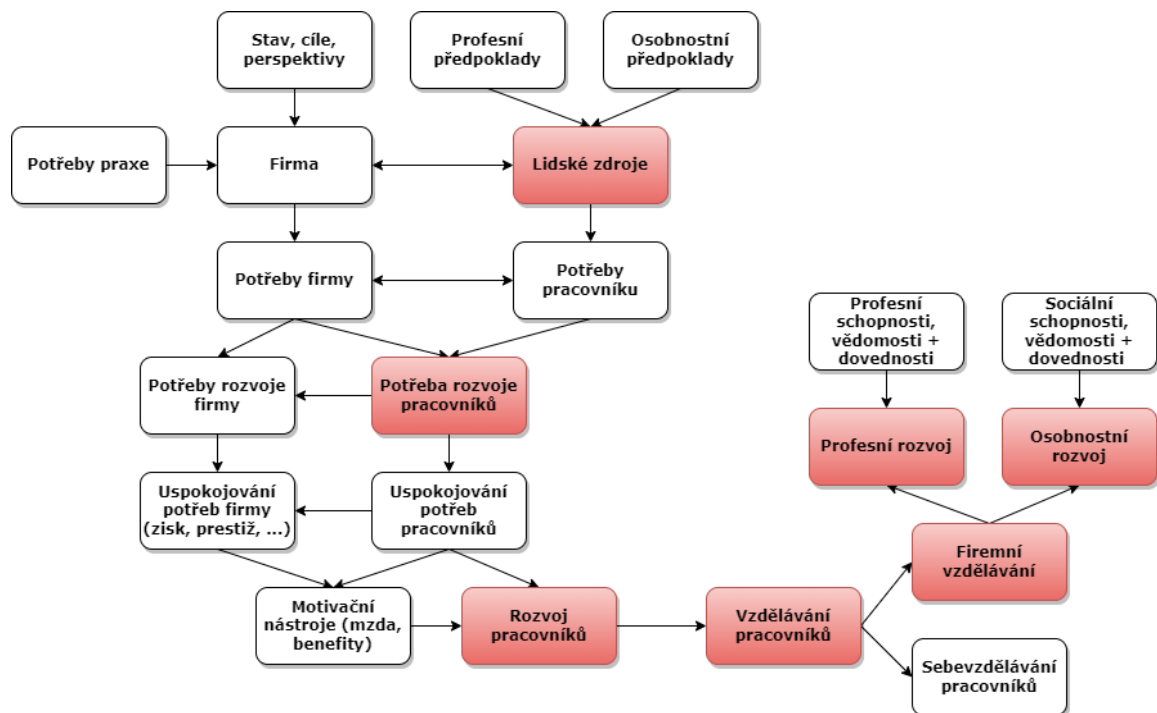 Stav, cíle,
perspektivy
Profesní
předpoklady
Osobnostní
předpoklady
Potřeby praxe
Firma
Lidské zdroje
Potřeby firmy
Potřeby
pracovníku
Profesní
schopnosti,
vědomosti +
dovednosti
Sociální
schopnosti,
vědomosti +
dovednosti
Potřeby rozvoje
firmy
Potřeba rozvoje
pracovníků
Profesní rozvoj
Osobnostní
rozvoj
Uspokojování
potřeb firmy
(zisk, prestiž, ...)
Uspokojování
potřeb
pracovníků
Firemní
vzdělávání
Motivační
nástroje (mzda,
benefity)
Rozvoj
pracovníků
Vzdělávání
pracovníků
Sebevzdělávání
pracovníků